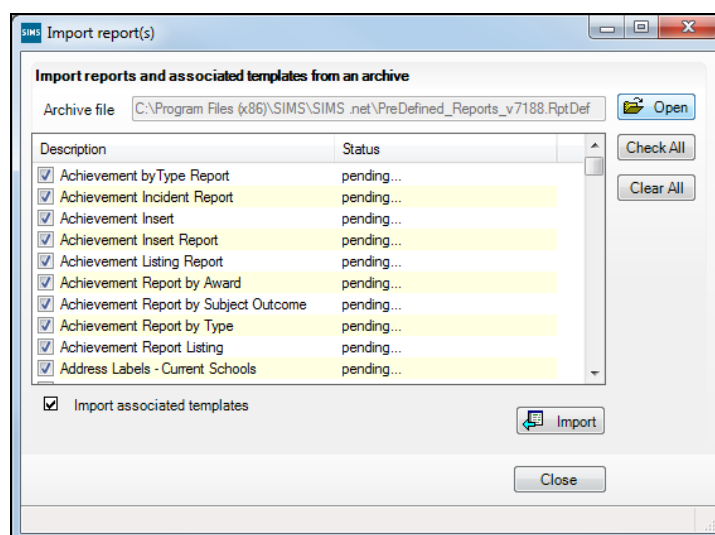 SIMS Import report(s)
Import reports and associated templates from an archive
Archive file C:\Program Files (x86)\SIMS\SIMS .net\PreDefined_Reports_v7188.RptDef Open
Description Status Check All
Achievement byType Report pending...
Achievement Incident Report pending... Clear All
Achievement Insert pending...
Achievement Insert Report pending...
Achievement Listing Report pending...
Achievement Report by Award pending...
Achievement Report by Subject Outcome pending...
Achievement Report by Type pending...
Achievement Report Listing pending...
Address Labels - Current Schools pending...
Import associated templates
Import
Close